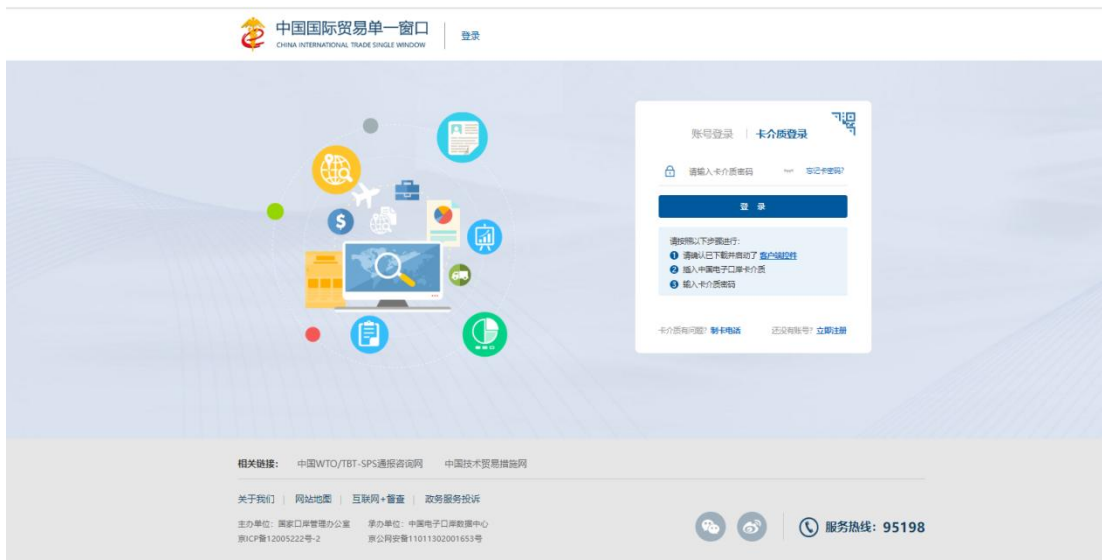 中国国际贸易单一窗口
CHINA INTERNATIONAL TRADE SINGLE WINDOW
登录
账号登录 | 卡介质登录
请输入卡介质密码 忘记卡密码?
登 录
请按照以下步骤进行:
1 请确认已下载并启动了 客户端控件
2 插入中国电子口岸卡介质
3 输入卡介质密码
卡介质有问题? 制卡电话 还没有账号? 立即注册
相关链接: 中国WTO/TBT-SPS通报咨询网 中国技术贸易措施网
关于我们 | 网站地图 | 互联网+督查 | 政务服务投诉
主办单位: 国家口岸管理办公室 承办单位: 中国电子口岸数据中心
京ICP备12005222号-2 京公网安备11011302001653号
服务热线: 95198